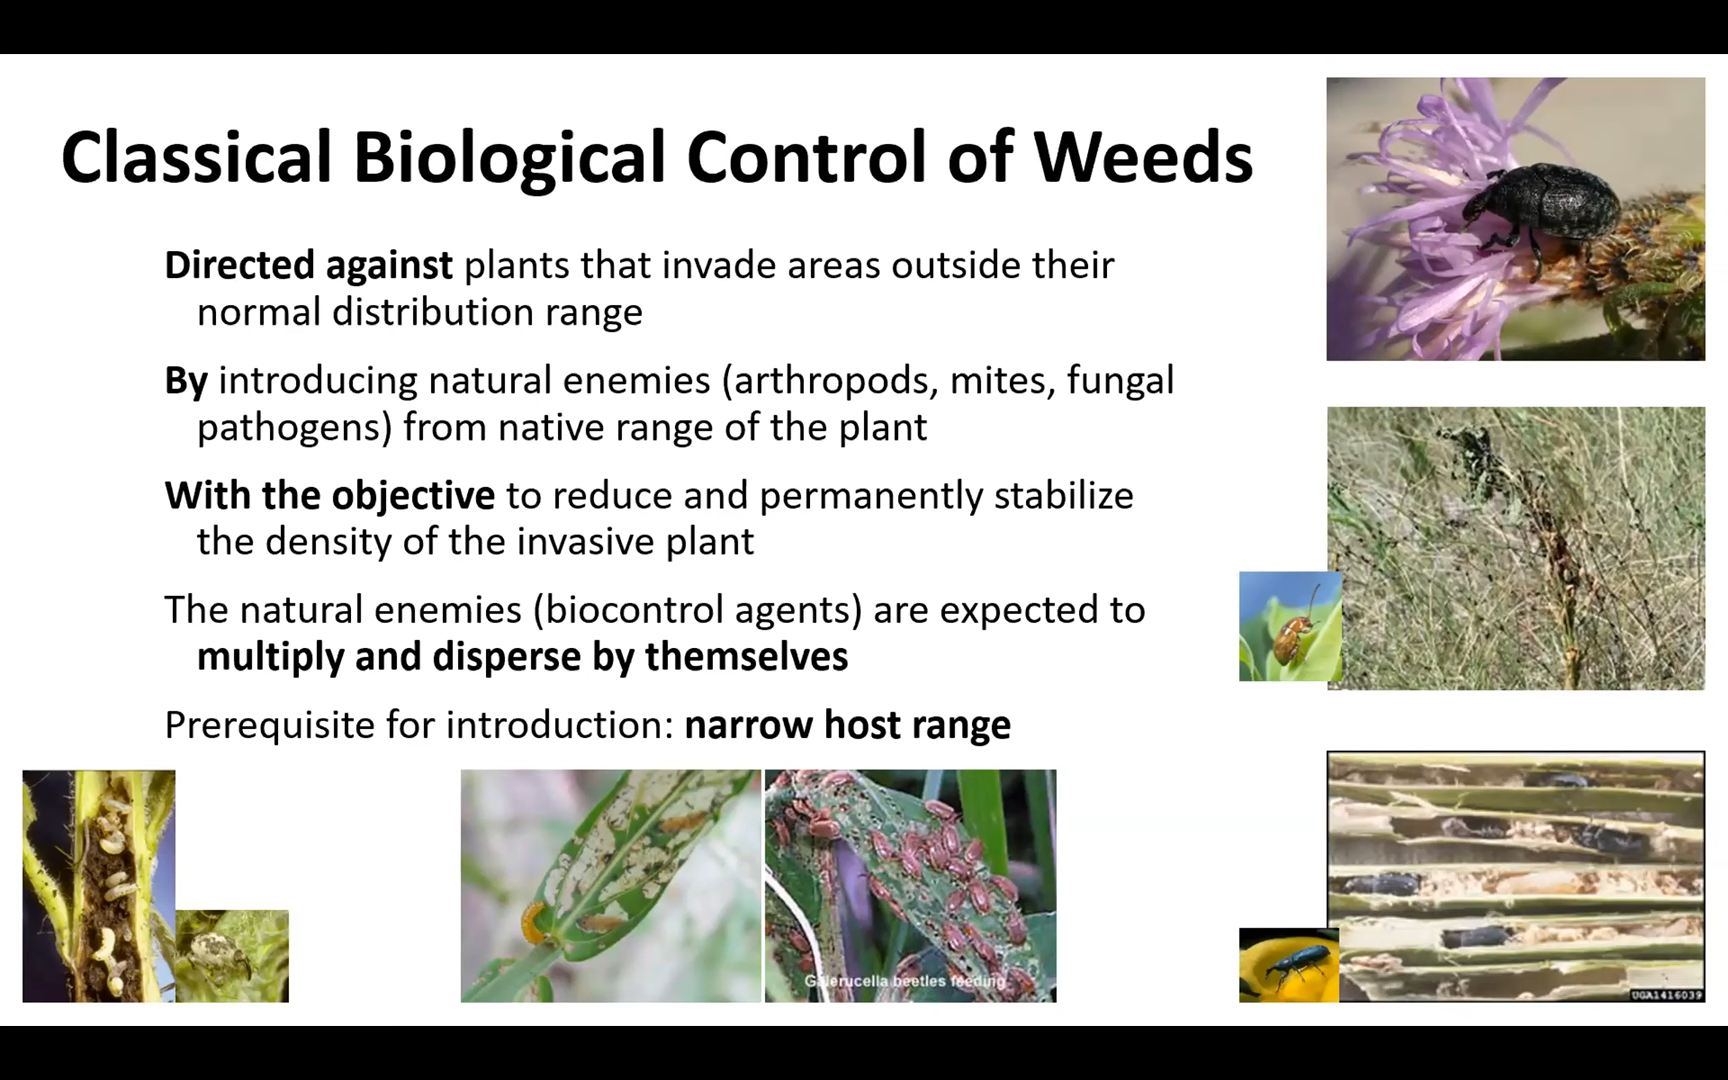 Classical Biological Control of Weeds
Directed against plants that invade areas outside their
normal distribution range
By introducing natural enemies (arthropods, mites, fungal
pathogens) from native range of the plant
With the objective to reduce and permanently stabilize
the density of the invasive plant
The natural enemies (biocontrol agents) are expected to
multiply and disperse by themselves
Prerequisite for introduction: narrow host range
Galerucella beetles feeding
UGA1416039